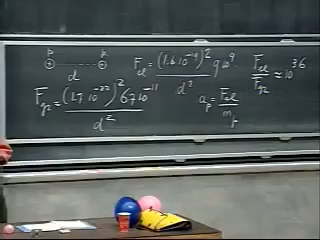 p p
d
F_el = (1.6 10^-19)^2 9 10^9 / d^2
F_el / F_gr ≈ 10^36
F_gr = (1.7 10^-27)^2 6.7 10^-11 / d^2
a_p = F_el / m_p